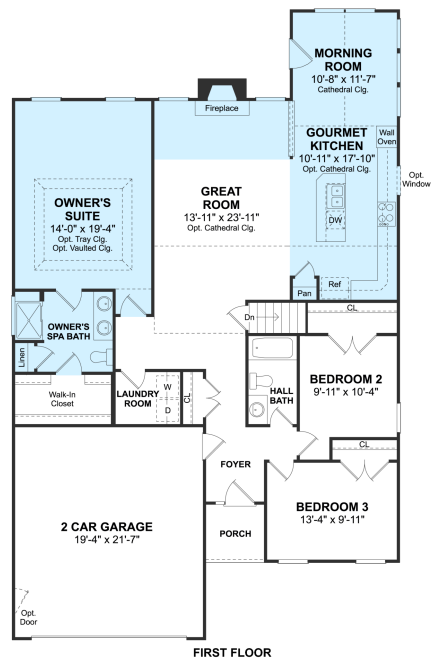 MORNING
ROOM
10'-8" x 11'-7"
Cathedral Clg.
Fireplace
GOURMET
KITCHEN
10'-11" x 17'-10"
Opt. Cathedral Clg.
Wall
Oven
Opt.
Window
OWNER'S
SUITE
14'-0" x 19'-4"
Opt. Tray Clg.
Opt. Vaulted Clg.
GREAT
ROOM
13'-11" x 23'-11"
Opt. Cathedral Clg.
DW
Ref
Pan
Dn
CL
OWNER'S
SPA BATH
Linen
Walk-In
Closet
LAUNDRY
ROOM
W
D
CL
HALL
BATH
BEDROOM 2
9'-11" x 10'-4"
CL
FOYER
BEDROOM 3
13'-4" x 9'-11"
PORCH
2 CAR GARAGE
19'-4" x 21'-7"
Opt.
Door
FIRST FLOOR